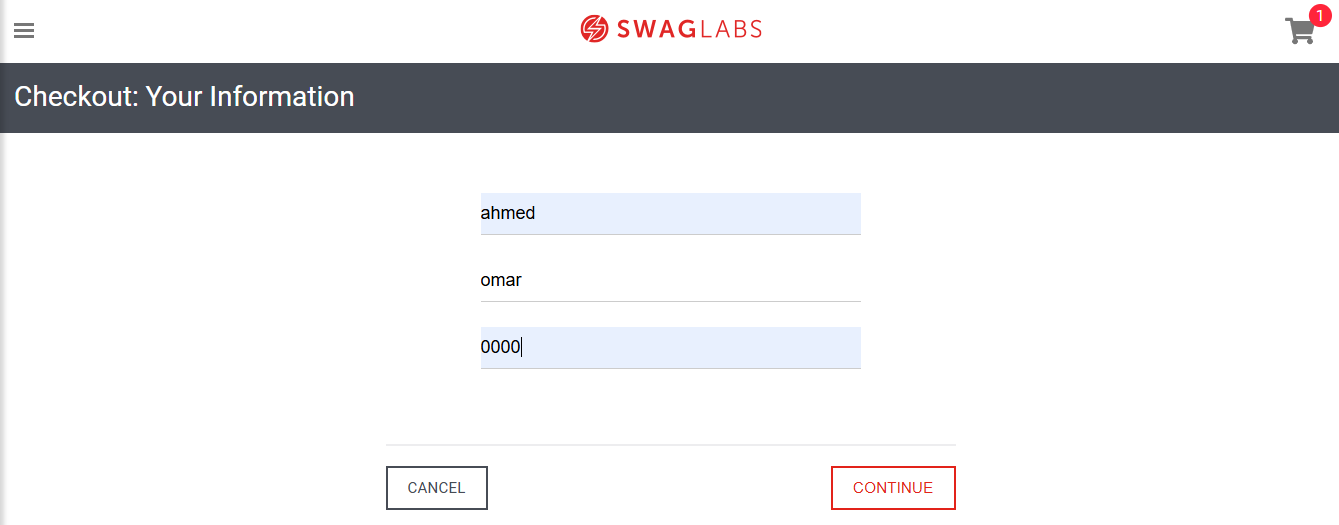 SWAGLABS
1
Checkout: Your Information
ahmed
omar
0000
CANCEL
CONTINUE